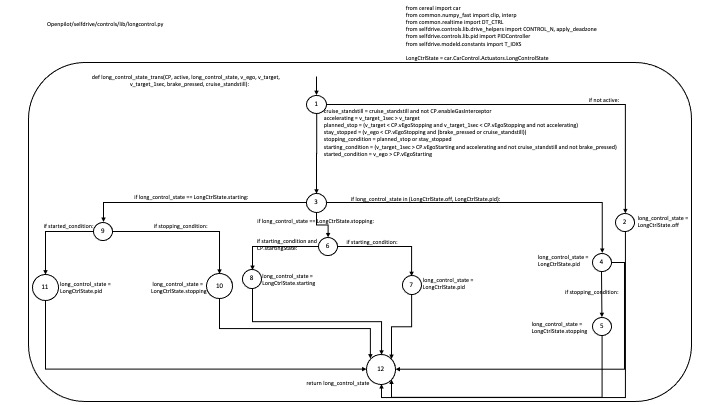 Openpilot/selfdrive/controls/lib/longcontrol.py
from cereal import car
from common.numpy_fast import clip, interp
from common.realtime import DT_CTRL
from selfdrive.controls.lib.drive_helpers import CONTROL_N, apply_deadzone
from selfdrive.controls.lib.pid import PIDController
from selfdrive.modeld.constants import T_IDXS
LongCtrlState = car.CarControl.Actuators.LongControlState
def long_control_state_trans(CP, active, long_control_state, v_ego, v_target,
v_target_1sec, brake_pressed, cruise_standstill):
1
If not active:
cruise_standstill = cruise_standstill and not CP.enableGasInterceptor
accelerating = v_target_1sec > v_target
planned_stop = (v_target < CP.vEgoStopping and v_target_1sec < CP.vEgoStopping and not accelerating)
stay_stopped = (v_ego < CP.vEgoStopping and (brake_pressed or cruise_standstill))
stopping_condition = planned_stop or stay_stopped
starting_condition = (v_target_1sec > CP.vEgoStarting and accelerating and not cruise_standstill and not brake_pressed)
started_condition = v_ego > CP.vEgoStarting
if long_control_state == LongCtrlState.starting:
3
if long_control_state in (LongCtrlState.off, LongCtrlState.pid):
2
long_control_state =
LongCtrlState.off
if long_control_state == LongCtrlState.stopping:
if started_condition:
9
if stopping_condition:
if starting_condition and
CP.startingState:
6
if starting_condition:
4
long_control_state =
LongCtrlState.pid
11
long_control_state =
LongCtrlState.pid
10
long_control_state =
LongCtrlState.stopping
8
long_control_state =
LongCtrlState.starting
7
long_control_state =
LongCtrlState.pid
if stopping_condition:
5
long_control_state =
LongCtrlState.stopping
12
return long_control_state